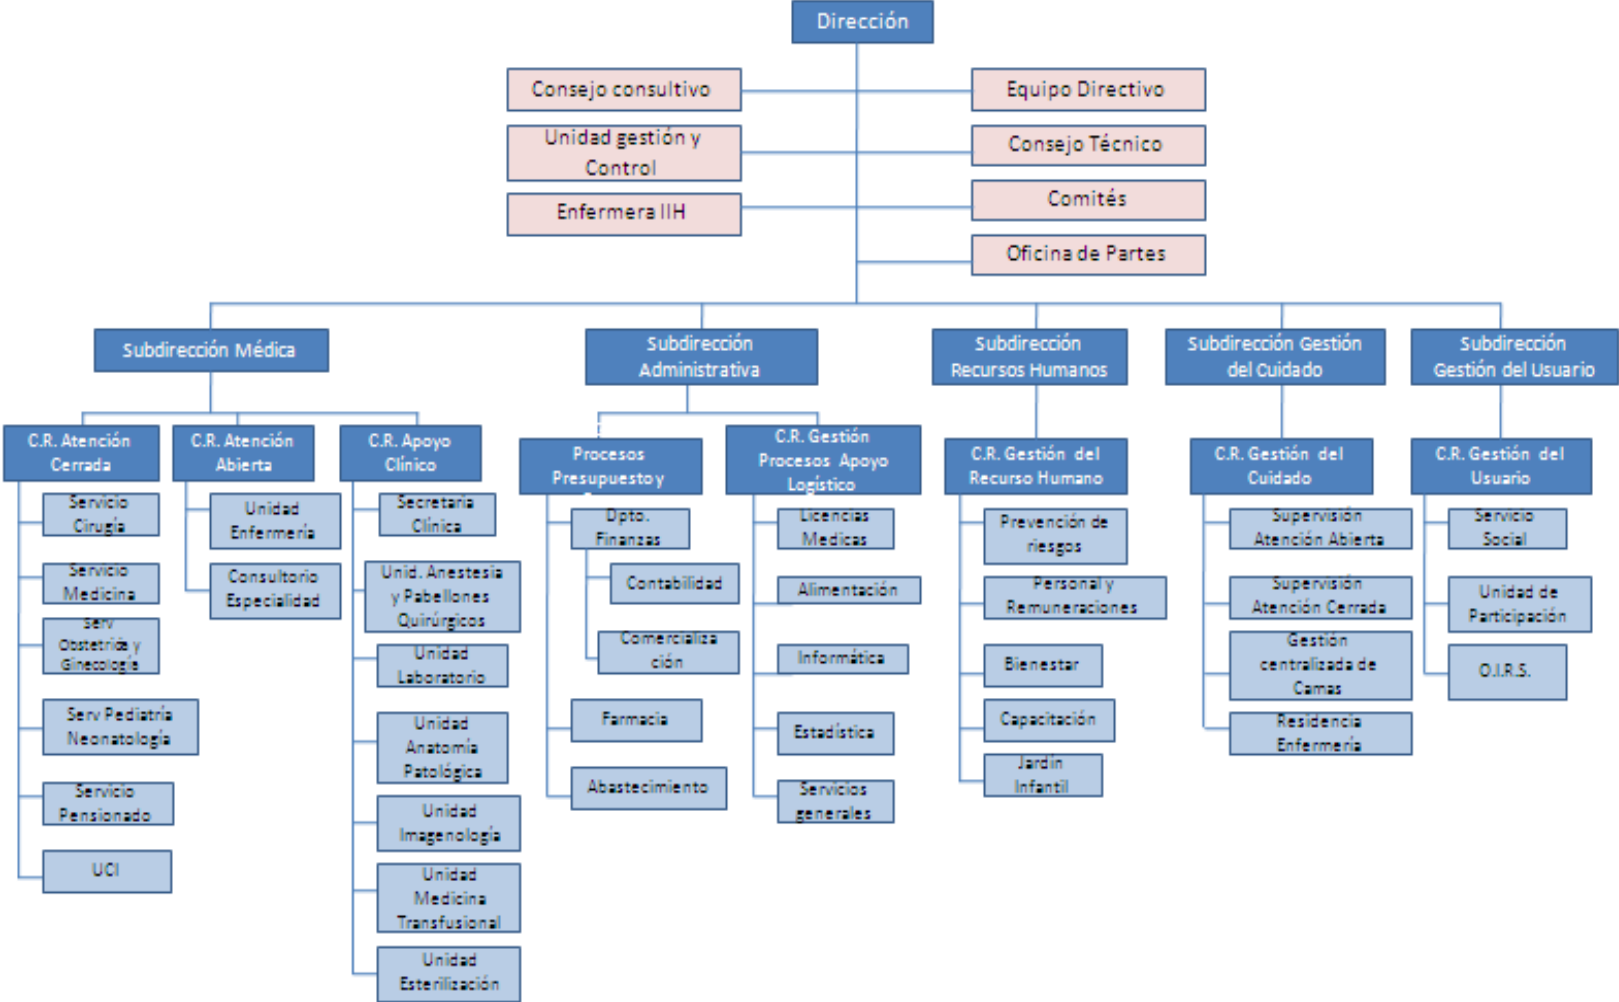 Dirección
Consejo consultivo
Equipo Directivo
Unidad gestión y
Control
Consejo Técnico
Enfermera IIH
Comités
Oficina de Partes
Subdirección Médica
Subdirección
Administrativa
Subdirección
Recursos Humanos
Subdirección Gestión
del Cuidado
Subdirección
Gestión del Usuario
C.R. Atención
Cerrada
C.R. Atención
Abierta
C.R. Apoyo
Clínico
Procesos
Presupuesto y
C.R. Gestión
Procesos Apoyo
Logístico
C.R. Gestión del
Recurso Humano
C.R. Gestión del
Cuidado
C.R. Gestión del
Usuario
Servicio
Cirugía
Servicio
Medicina
Serv
Obstetricia y
Ginecología
Serv Pediatría
Neonatología
Servicio
Pensionado
UCI
Unidad
Enfermería
Consultorio
Especialidad
Secretaria
Clínica
Unid. Anestesia
y Pabellones
Quirúrgicos
Unidad
Laboratorio
Unidad
Anatomía
Patológica
Unidad
Imagenología
Unidad
Medicina
Transfusional
Unidad
Esterilización
Dpto.
Finanzas
Contabilidad
Comercializa
ción
Farmacia
Abastecimiento
Licencias
Medicas
Alimentación
Informática
Estadística
Servicios
generales
Prevención de
riesgos
Personal y
Remuneraciones
Bienestar
Capacitación
Jardín
Infantil
Supervisión
Atención Abierta
Supervisión
Atención Cerrada
Gestión
centralizada de
Camas
Residencia
Enfermería
Servicio
Social
Unidad de
Participación
O.I.R.S.